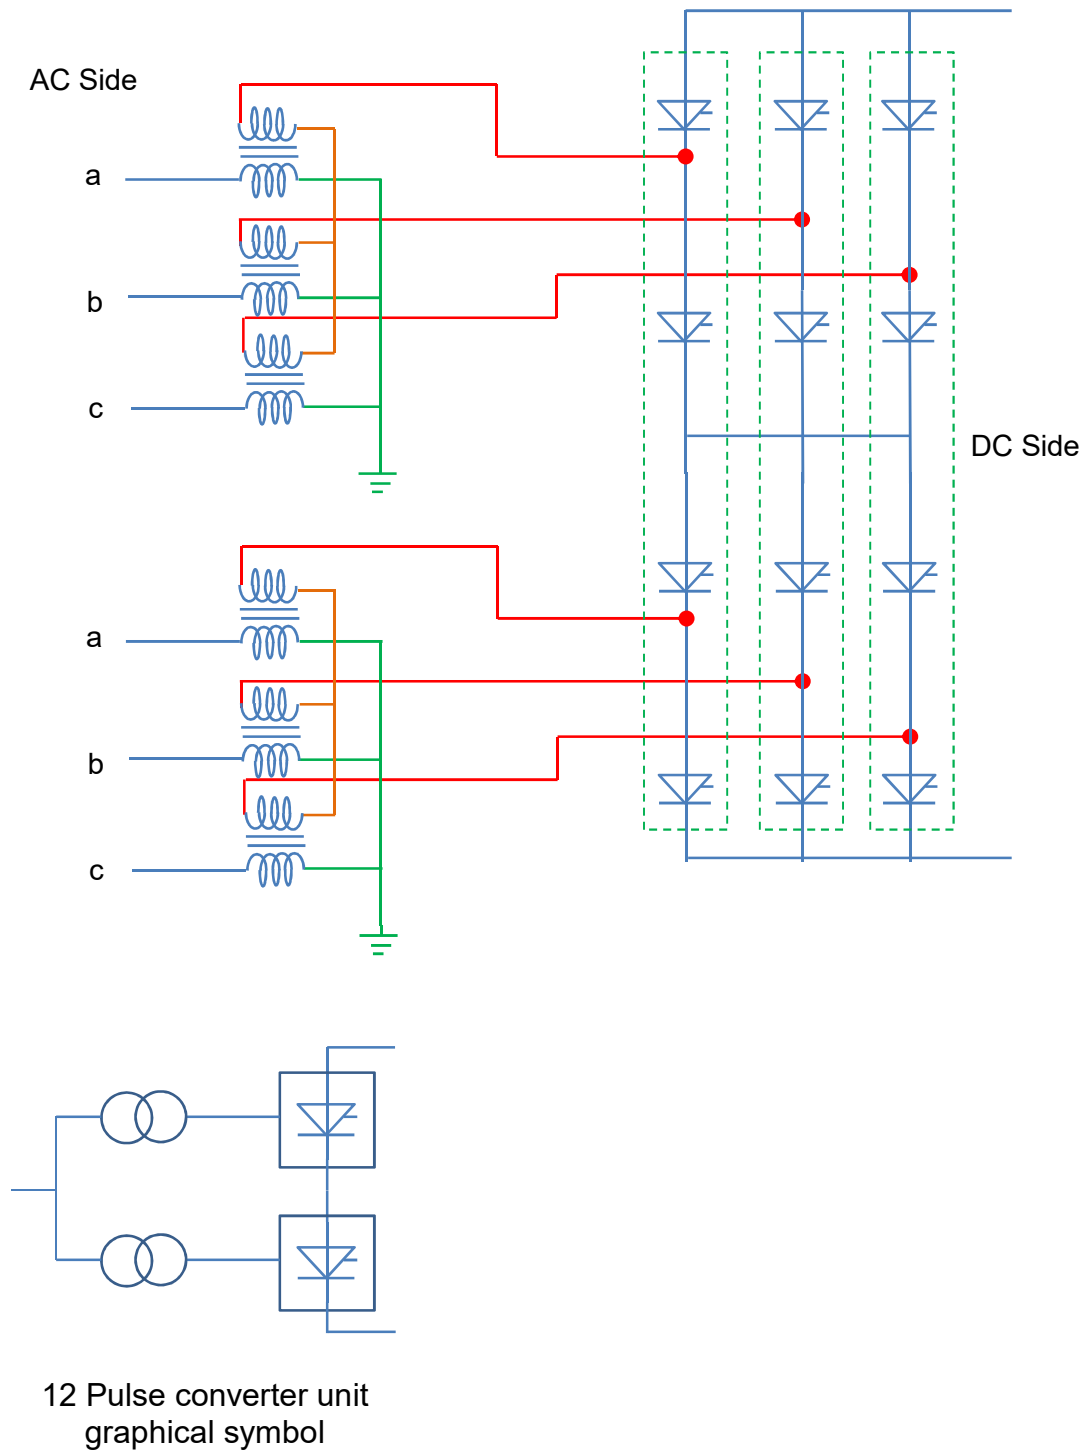 AC Side
a
b
c
DC Side
a
b
c
12 Pulse converter unit
graphical symbol